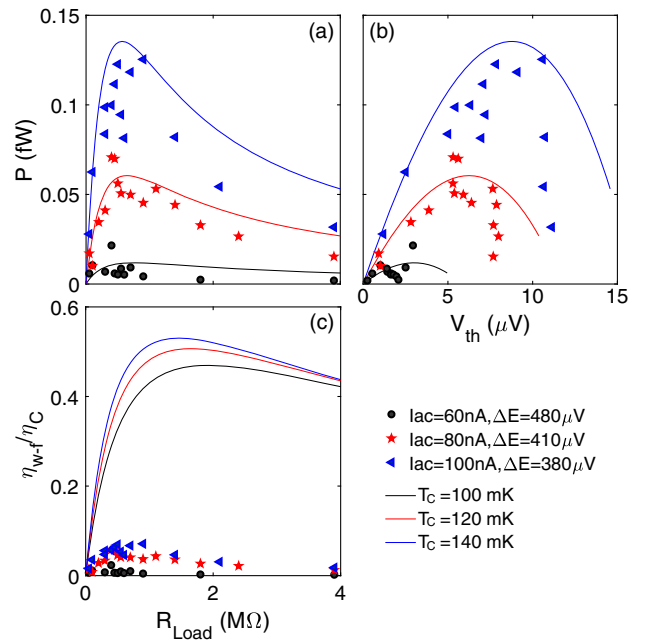 (a)
(b)
P (fW)
0.15
0.1
0.05
0
0
5
10
15
V_th (μV)
(c)
η_w-f/η_C
0.6
0.4
0.2
0
0
2
4
R_Load (MΩ)
Iac=60nA,ΔE=480μV
Iac=80nA,ΔE=410μV
Iac=100nA,ΔE=380μV
T_C = 100 mK
T_C = 120 mK
T_C = 140 mK